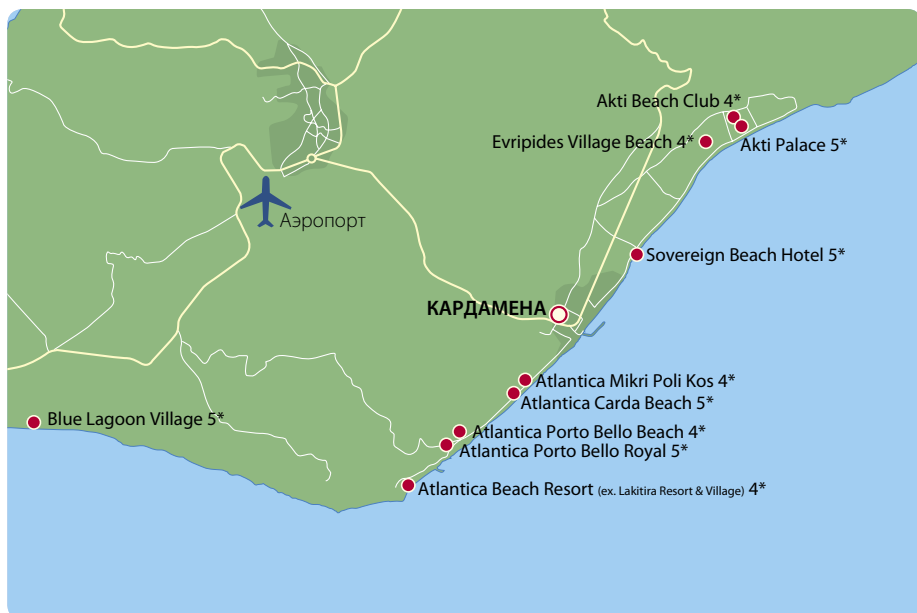 Akti Beach Club 4*
Evripides Village Beach 4*
Akti Palace 5*
Аэропорт
Sovereign Beach Hotel 5*
КАРДАМЕНА
Atlantica Mikri Poli Kos 4*
Atlantica Carda Beach 5*
Blue Lagoon Village 5*
Atlantica Porto Bello Beach 4*
Atlantica Porto Bello Royal 5*
Atlantica Beach Resort (ex. Lakitira Resort & Village) 4*